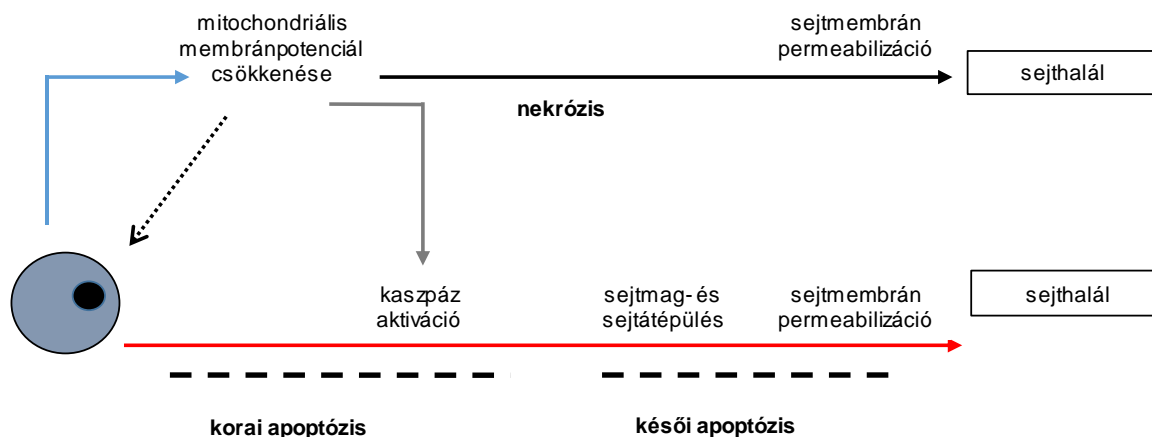 mitochondriális
membránpotenciál
csökkenése
sejtmembrán
permeabilizáció
sejthalál
nekrózis
kaszpáz
aktiváció
sejtmag-és
sejtátépülés
sejtmembrán
permeabilizáció
sejthalál
korai apoptózis
késői apoptózis